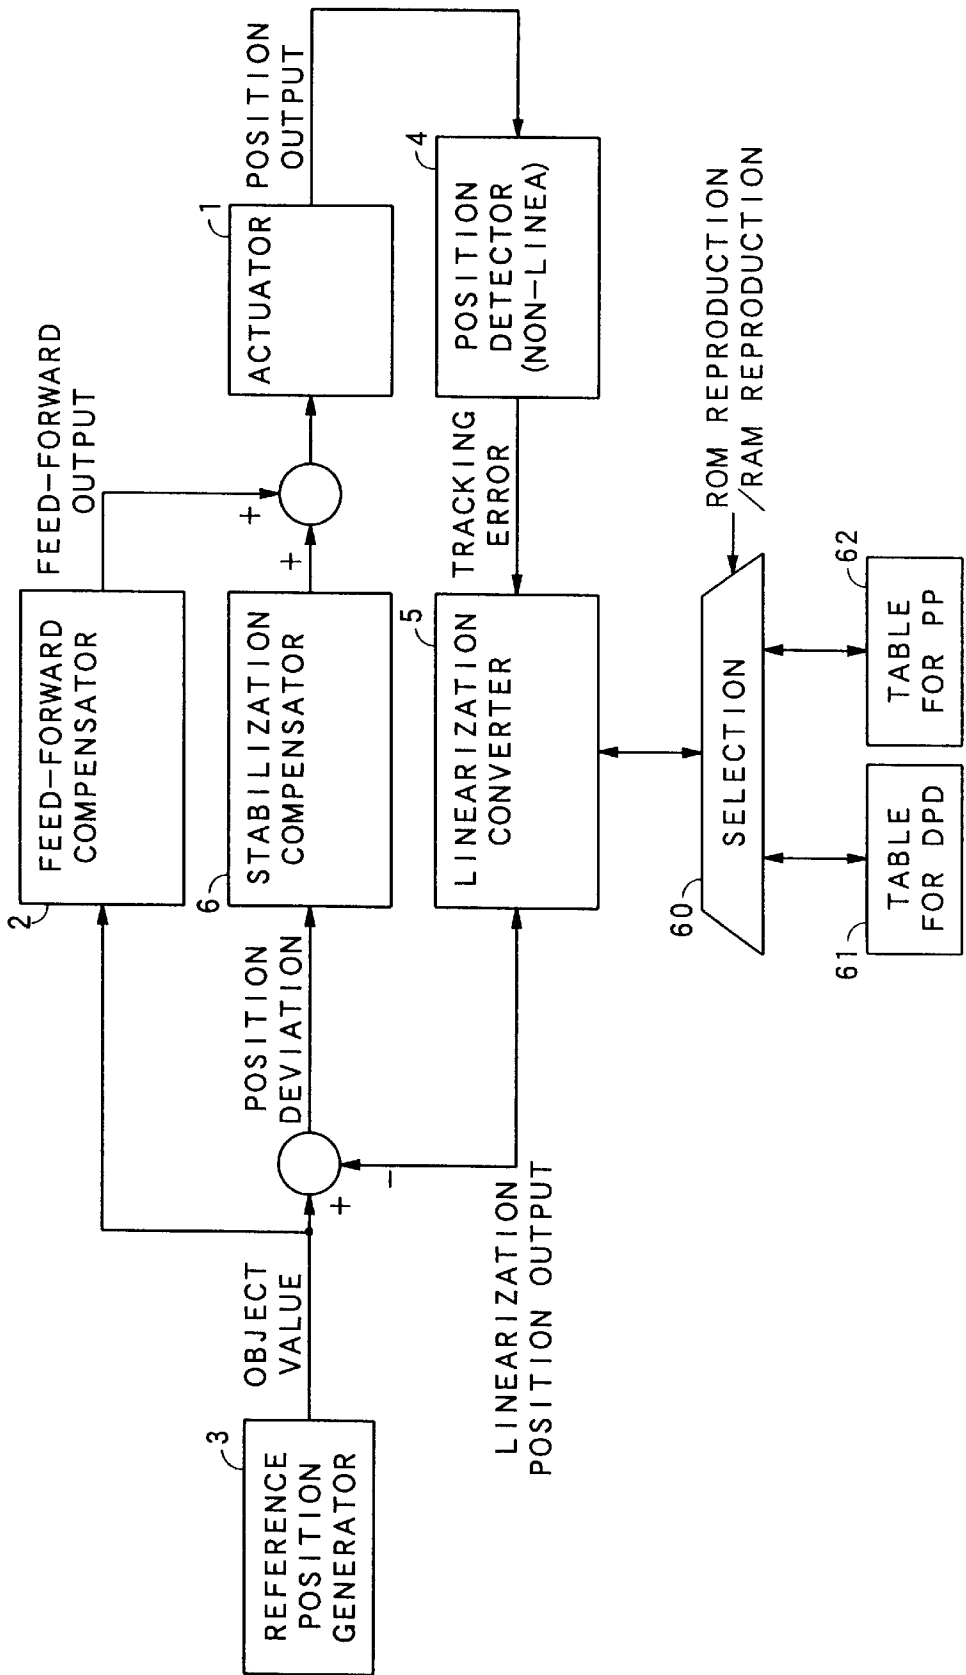 FEED-FORWARD
OUTPUT
POSITION
OUTPUT
2
FEED-FORWARD
COMPENSATOR
1
ACTUATOR
+
+
6
STABILIZATION
COMPENSATOR
POSITION
DEVIATION
OBJECT
VALUE
+
-
3
REFERENCE
POSITION
GENERATOR
4
POSITION
DETECTOR
(NON-LINEA)
TRACKING
ERROR
5
LINEARIZATION
CONVERTER
LINEARIZATION
POSITION OUTPUT
60
SELECTION
ROM REPRODUCTION
/RAM REPRODUCTION
61
TABLE
FOR DPD
62
TABLE
FOR PP